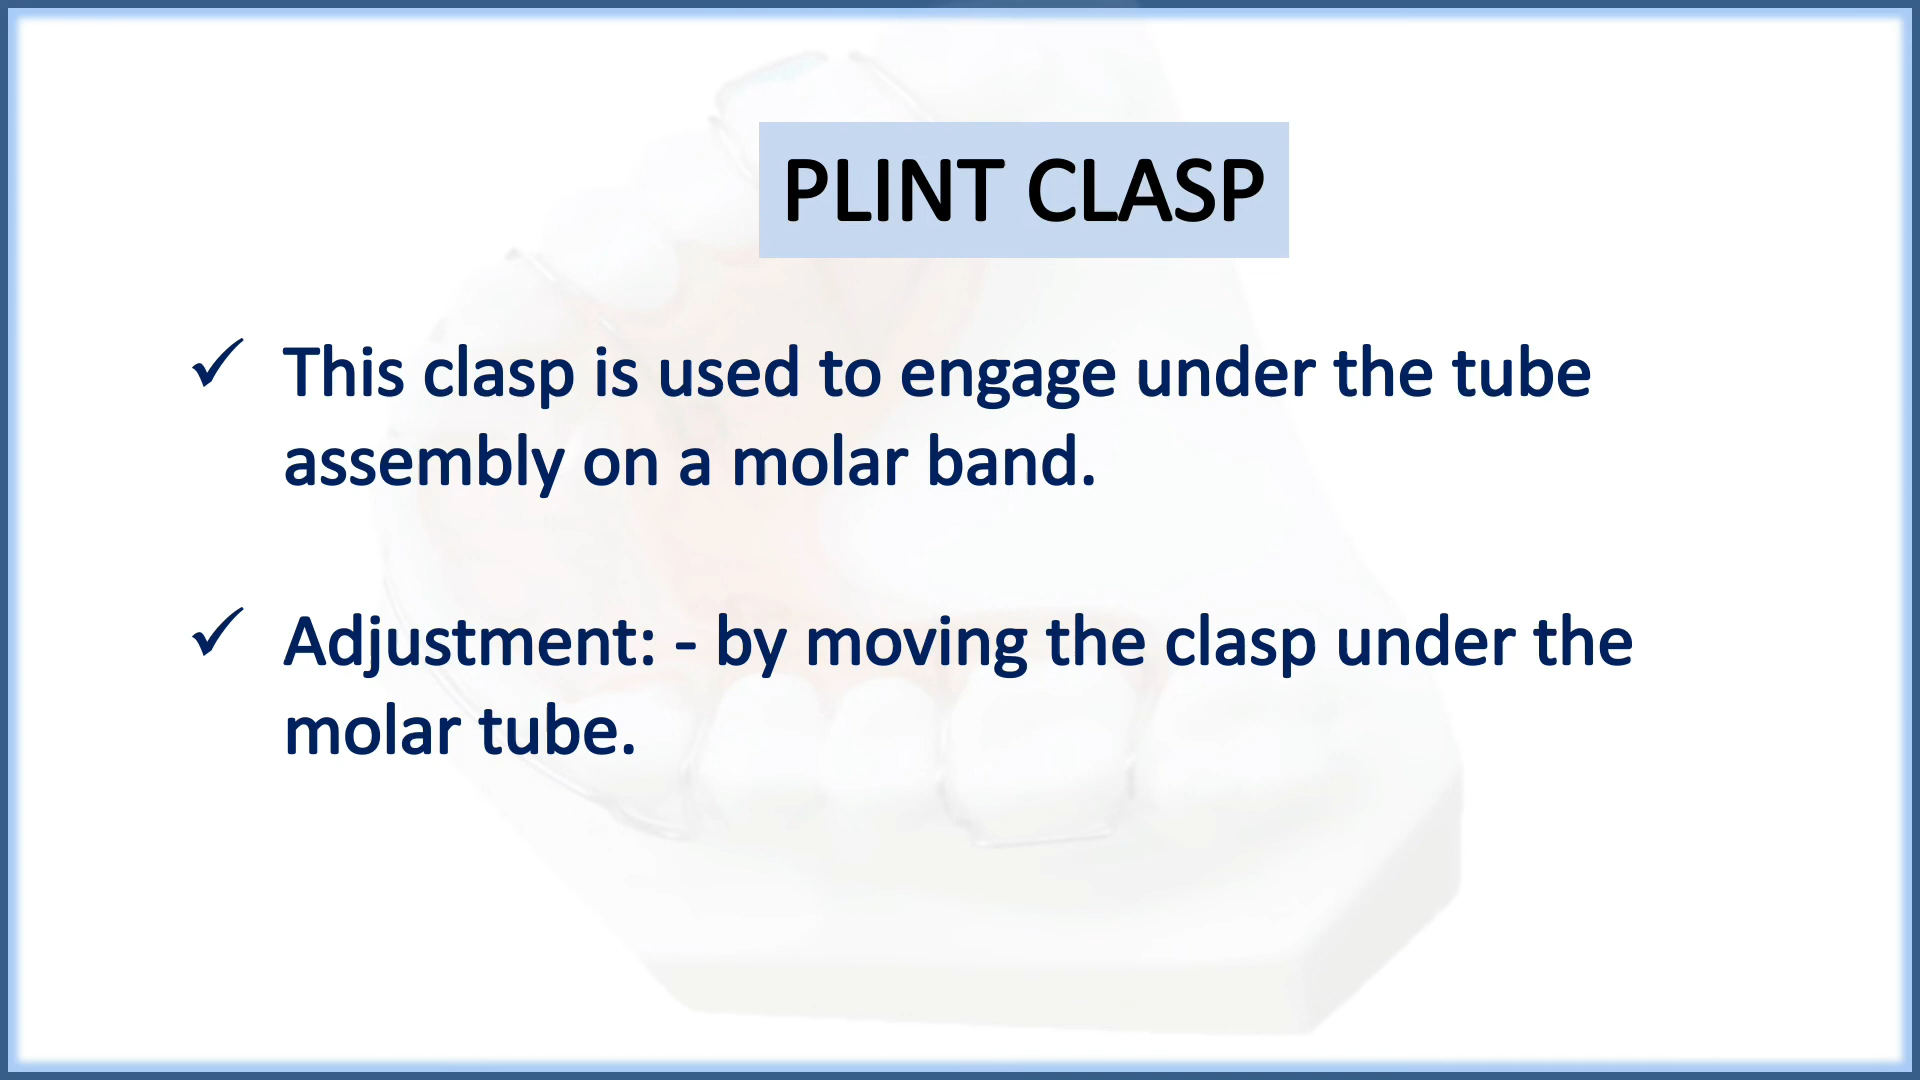 PLINT CLASP
✓ This clasp is used to engage under the tube
assembly on a molar band.
✓ Adjustment: - by moving the clasp under the
molar tube.